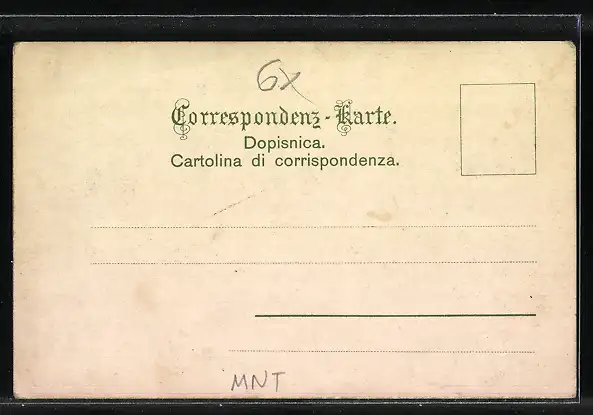 6x
Correspondenz-Karte.
Dopisnica.
Cartolina di corrispondenza.
MNT